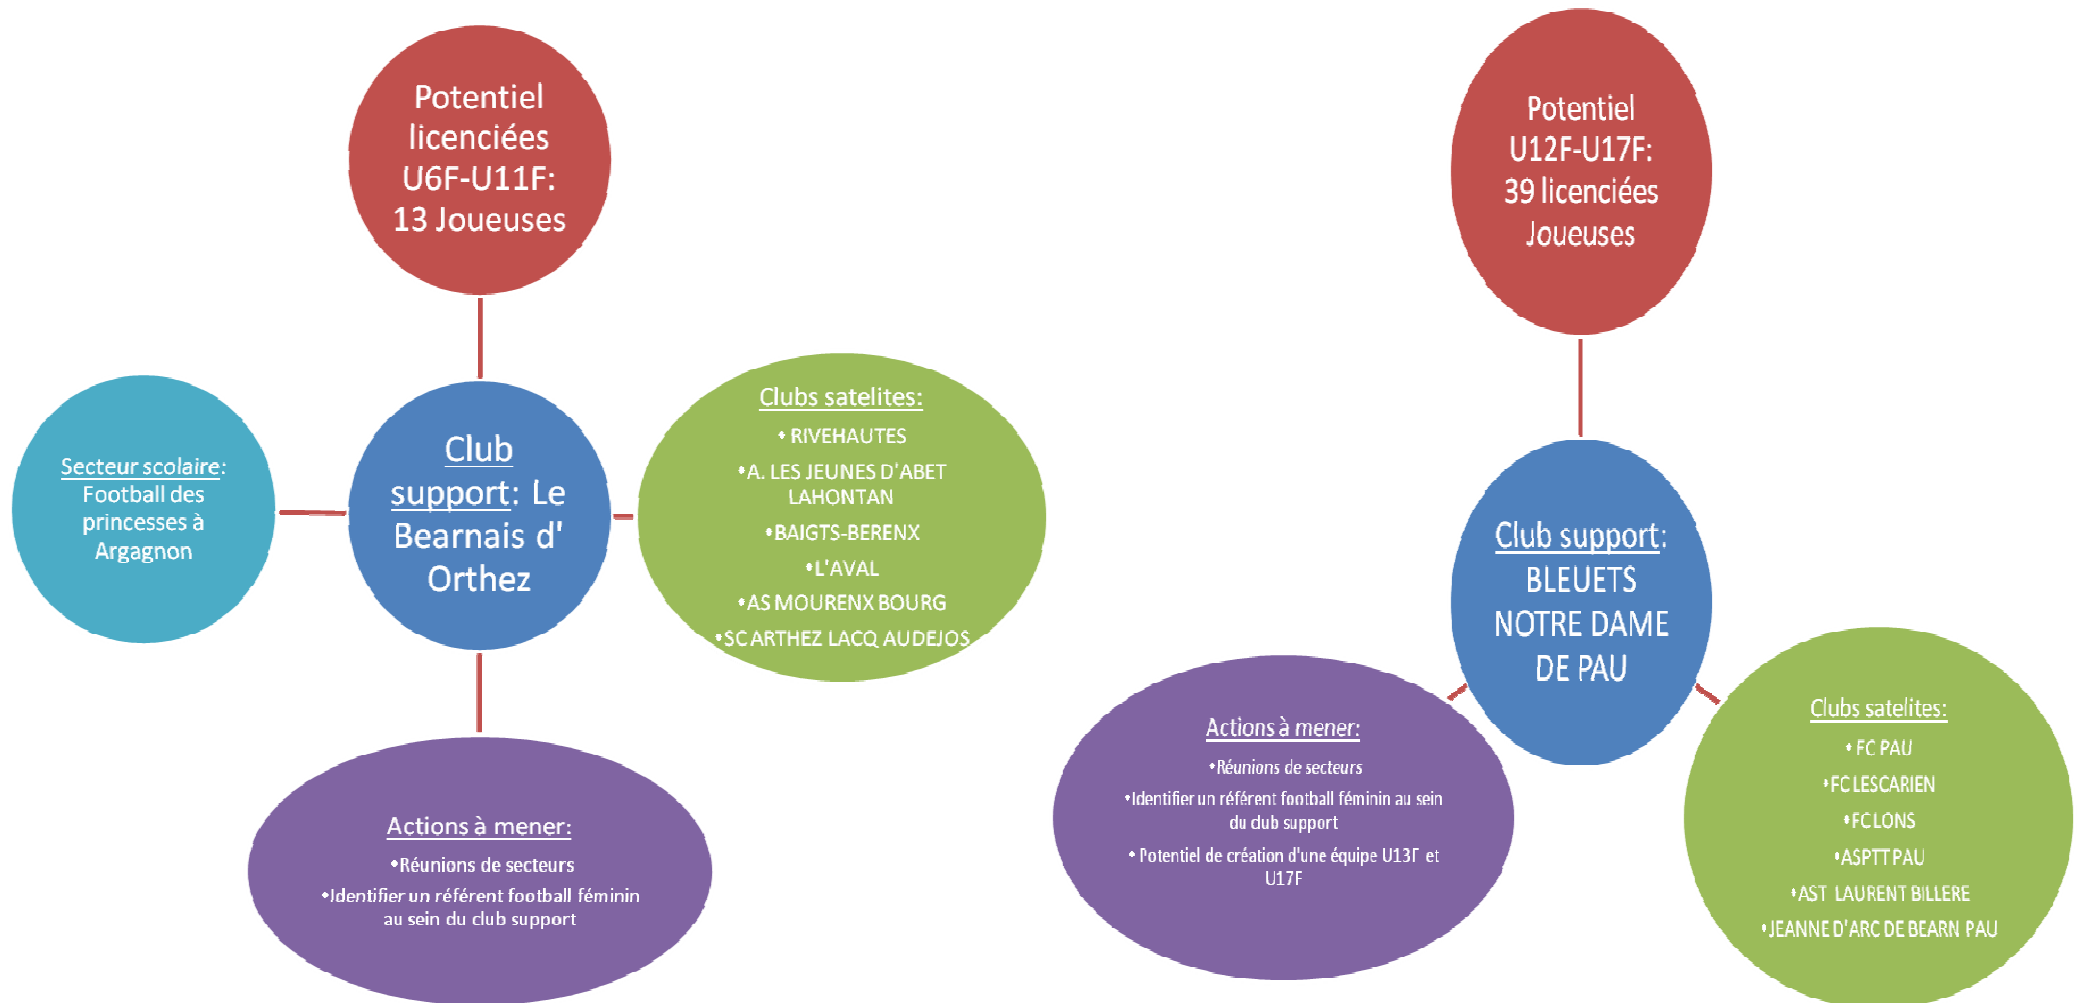 Potentiel
licenciées
U6F-U11F:
13 Joueuses
Secteur scolaire:
Football des
princesses à
Argagnon
Club
support: Le
Bearnais d'
Orthez
Clubs satelites:
• RIVEHAUTES
•A. LES JEUNES D'ABET
LAHONTAN
•BAIGTS-BERENX
•L'AVAL
•AS MOURENX BOURG
•SC ARTHEZ LACQ AUDEJOS
Actions à mener:
•Réunions de secteurs
•Identifier un référent football féminin
au sein du club support
Potentiel
U12F-U17F:
39 licenciées
Joueuses
Club support:
BLEUETS
NOTRE DAME
DE PAU
Actions à mener:
•Réunions de secteurs
•Identifier un référent football féminin au sein
du club support
• Potentiel de création d'une équipe U13F et
U17F
Clubs satelites:
• FC PAU
•FC LESCARIEN
•FC LONS
•ASPTT PAU
•AST LAURENT BILLERE
•JEANNE D'ARC DE BEARN PAU